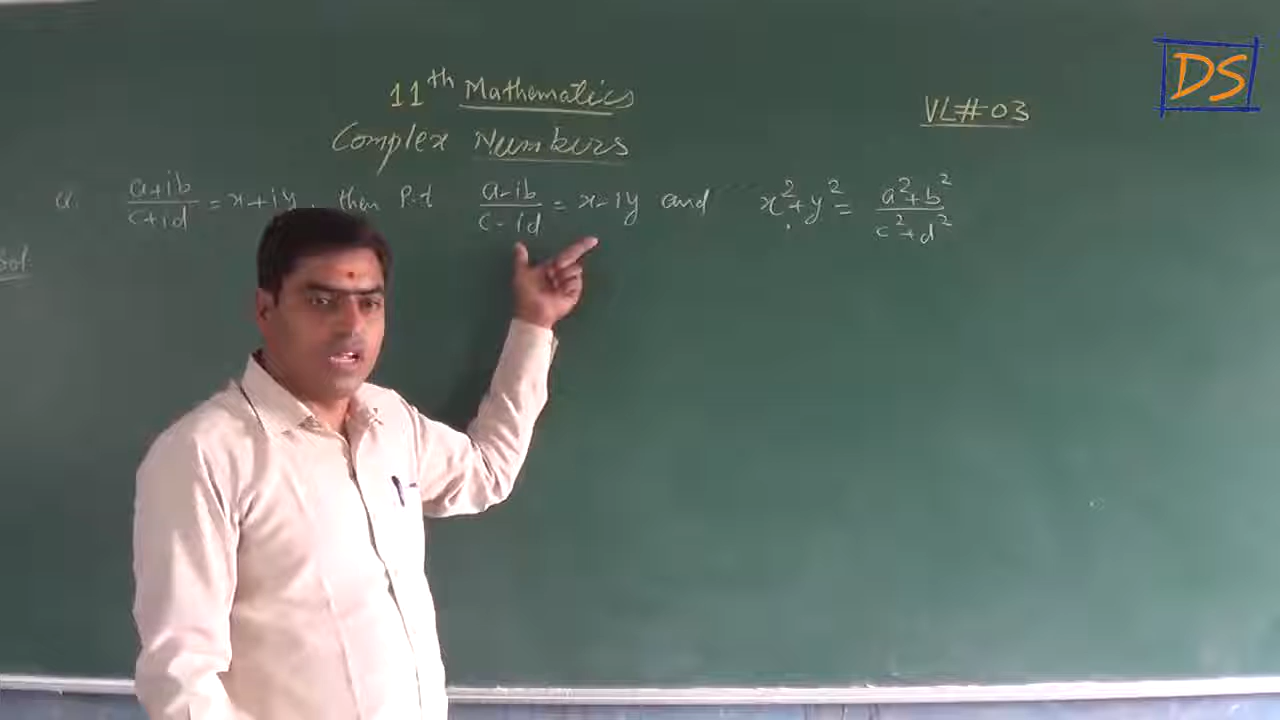 DS
11th Mathematics
VL#03
Complex Numbers
Q. a+ib/c+id = x+iy, then P.t a-ib/c-id = x-iy and x²+y² = a²+b²/c²+d²
Sol: